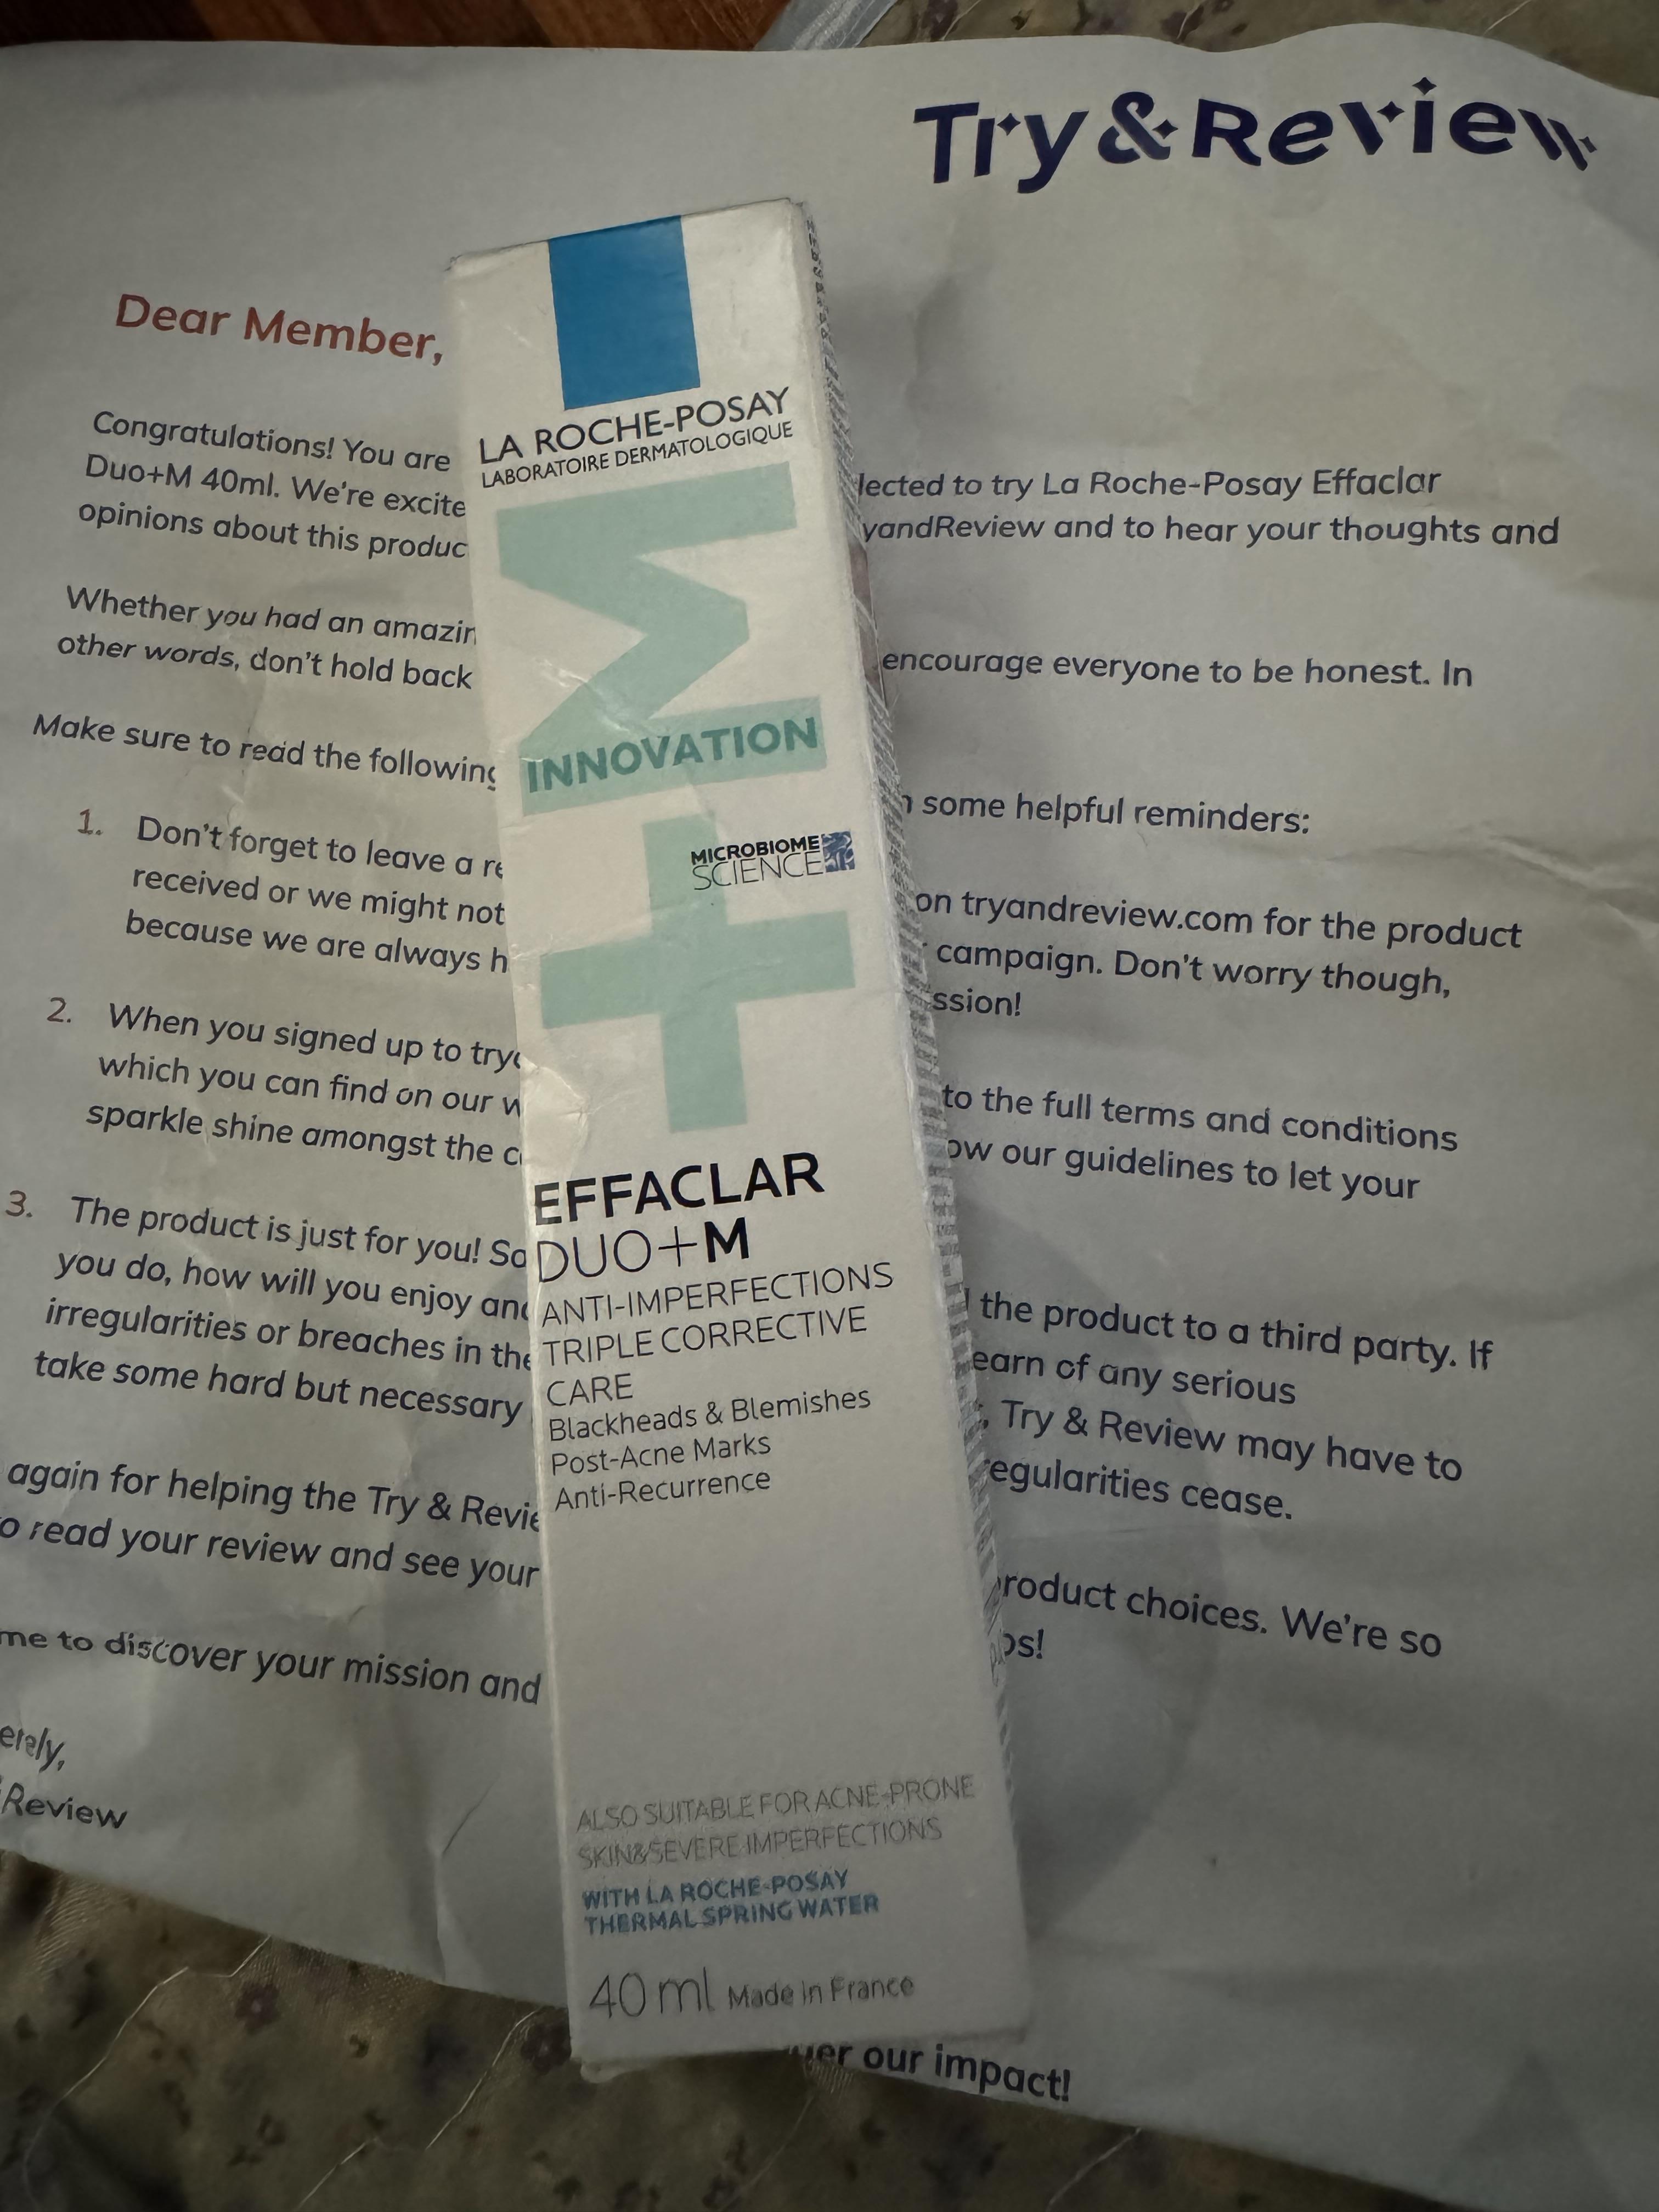 Try&Review
Dear Member,
Congratulations! You are lected to try La Roche-Posay Effaclar
Duo+M 40ml. We're excite yandReview and to hear your thoughts and
opinions about this produc
Whether you had an amazin encourage everyone to be honest. In
other words, don't hold back
Make sure to read the following some helpful reminders:
1. Don't forget to leave a re on tryandreview.com for the product
received or we might not campaign. Don't worry though,
because we are always h ssion!
2. When you signed up to try to the full terms and conditions
which you can find on our w ow our guidelines to let your
sparkle shine amongst the c
3. The product is just for you! So the product to a third party. If
you do, how will you enjoy and earn of any serious
irregularities or breaches in the , Try & Review may have to
take some hard but necessary regularities cease.
again for helping the Try & Revie product choices. We're so
o read your review and see your os!
me to discover your mission and
erely,
Review
uer our impact!
LA ROCHE-POSAY
LABORATOIRE DERMATOLOGIQUE
M+
INNOVATION
MICROBIOME
SCIENCE
EFFACLAR
DUO+M
ANTI-IMPERFECTIONS
TRIPLE CORRECTIVE
CARE
Blackheads & Blemishes
Post-Acne Marks
Anti-Recurrence
ALSO SUITABLE FOR ACNE-PRONE
SKIN&SEVERE IMPERFECTIONS
WITH LA ROCHE-POSAY
THERMAL SPRING WATER
40 ml Made in France